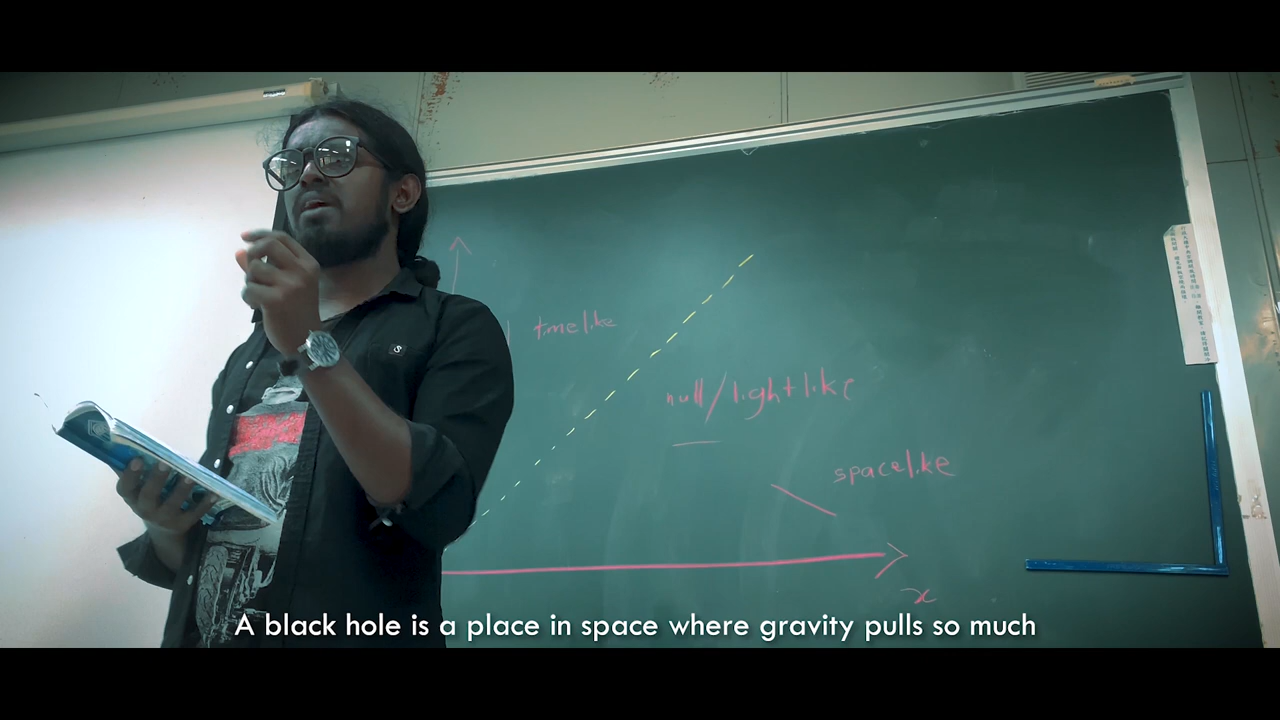 timelike
null/lightlike
spacelike
x
A black hole is a place in space where gravity pulls so much